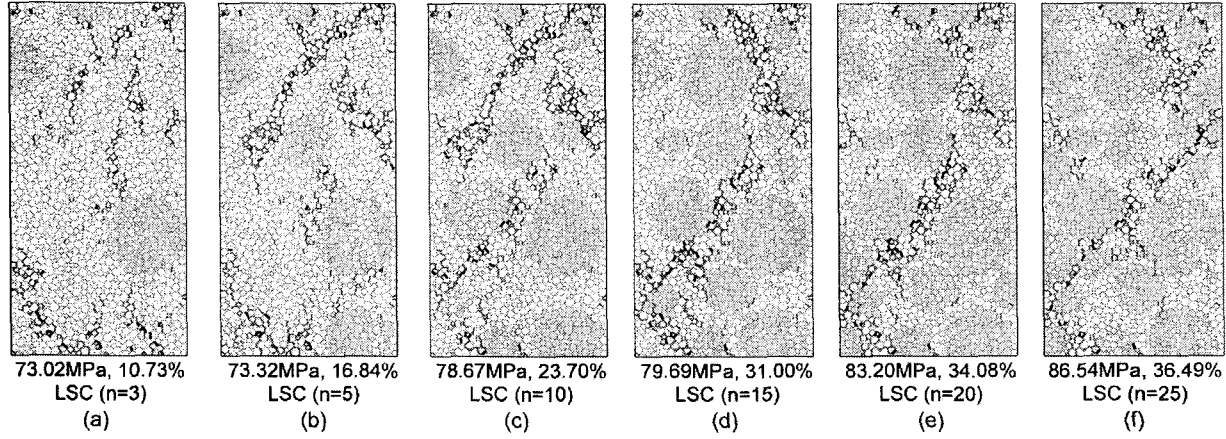 73.02MPa, 10.73%
LSC (n=3)
(a)
73.32MPa, 16.84%
LSC (n=5)
(b)
78.67MPa, 23.70%
LSC (n=10)
(c)
79.69MPa, 31.00%
LSC (n=15)
(d)
83.20MPa, 34.08%
LSC (n=20)
(e)
86.54MPa, 36.49%
LSC (n=25)
(f)